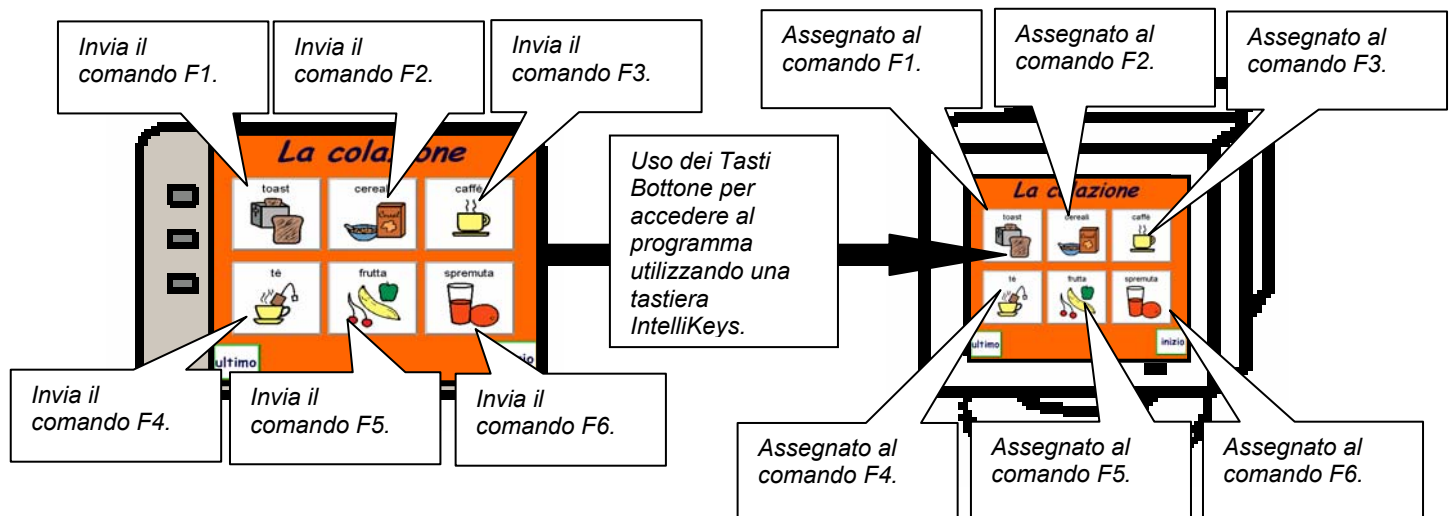 Invia il
comando F1.
Invia il
comando F2.
Invia il
comando F3.
La colazione
toast
cereali
caffè
tè
frutta
spremuta
ultimo
Invia il
comando F4.
Invia il
comando F5.
Invia il
comando F6.
Uso dei Tasti
Bottone per
accedere al
programma
utilizzando una
tastiera
IntelliKeys.
Assegnato al
comando F1.
Assegnato al
comando F2.
Assegnato al
comando F3.
La colazione
toast
cereali
caffè
tè
frutta
spremuta
ultimo
inizio
Assegnato al
comando F4.
Assegnato al
comando F5.
Assegnato al
comando F6.